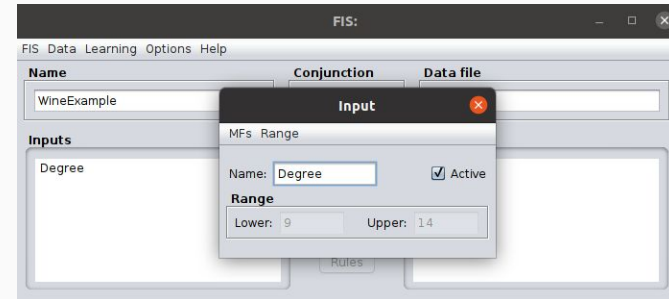 FIS:
FIS Data Learning Options Help
Name
Conjunction
Data file
WineExample
Input
MFs Range
Inputs
Degree
Name: Degree
Active
Range
Lower: 9 Upper: 14
Rules